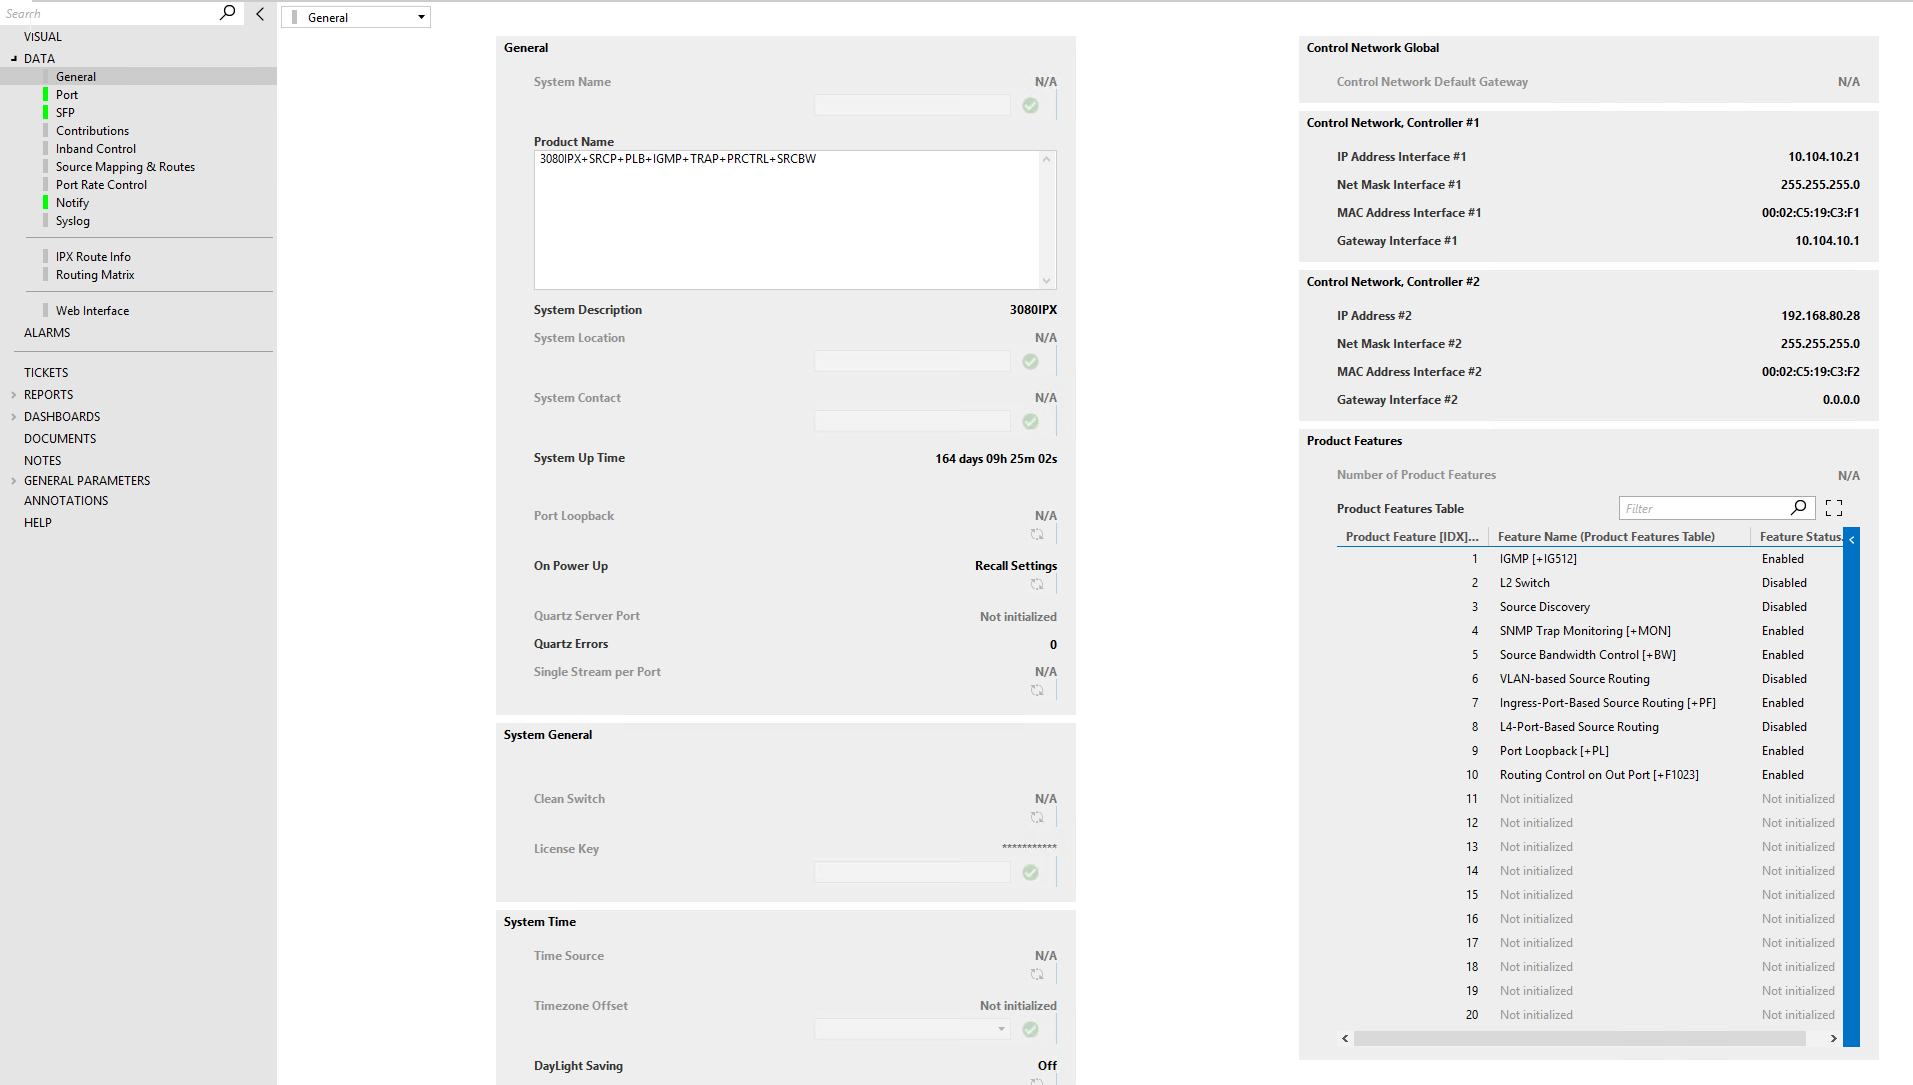 Search
VISUAL
DATA
General
Port
SFP
Contributions
Inband Control
Source Mapping & Routes
Port Rate Control
Notify
Syslog
IPX Route Info
Routing Matrix
Web Interface
ALARMS
TICKETS
REPORTS
DASHBOARDS
DOCUMENTS
NOTES
GENERAL PARAMETERS
ANNOTATIONS
HELP
General
General
System Name N/A
Product Name
3080IPX+SRCP+PLB+IGMP+TRAP+PRCTRL+SRCBW
System Description 3080IPX
System Location N/A
System Contact N/A
System Up Time 164 days 09h 25m 02s
Port Loopback N/A
On Power Up Recall Settings
Quartz Server Port Not initialized
Quartz Errors 0
Single Stream per Port N/A
System General
Clean Switch N/A
License Key ***********
System Time
Time Source N/A
Timezone Offset Not initialized
DayLight Saving Off
Control Network Global
Control Network Default Gateway N/A
Control Network, Controller #1
IP Address Interface #1 10.104.10.21
Net Mask Interface #1 255.255.255.0
MAC Address Interface #1 00:02:C5:19:C3:F1
Gateway Interface #1 10.104.10.1
Control Network, Controller #2
IP Address #2 192.168.80.28
Net Mask Interface #2 255.255.255.0
MAC Address Interface #2 00:02:C5:19:C3:F2
Gateway Interface #2 0.0.0.0
Product Features
Number of Product Features N/A
Product Features Table Filter
Product Feature [IDX]... Feature Name (Product Features Table) Feature Status.
1 IGMP [+IG512] Enabled
2 L2 Switch Disabled
3 Source Discovery Disabled
4 SNMP Trap Monitoring [+MON] Enabled
5 Source Bandwidth Control [+BW] Enabled
6 VLAN-based Source Routing Disabled
7 Ingress-Port-Based Source Routing [+PF] Enabled
8 L4-Port-Based Source Routing Disabled
9 Port Loopback [+PL] Enabled
10 Routing Control on Out Port [+F1023] Enabled
11 Not initialized Not initialized
12 Not initialized Not initialized
13 Not initialized Not initialized
14 Not initialized Not initialized
15 Not initialized Not initialized
16 Not initialized Not initialized
17 Not initialized Not initialized
18 Not initialized Not initialized
19 Not initialized Not initialized
20 Not initialized Not initialized